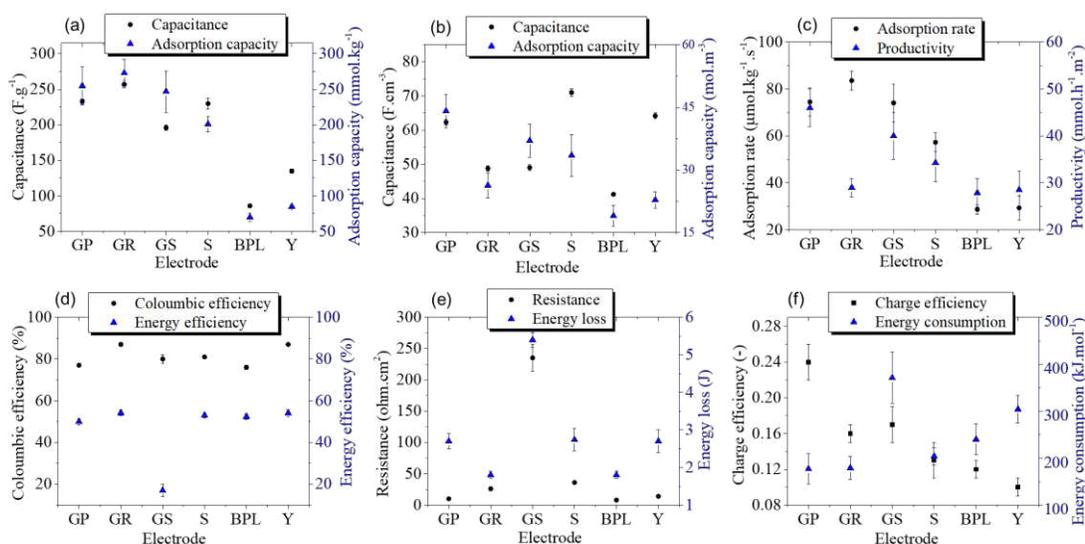 (a)
Capacitance
Adsorption capacity
Capacitance (F.g⁻¹)
300
250
200
150
100
50
Adsorption capacity (mmol.kg⁻¹)
300
250
200
150
100
50
GP GR GS S BPL Y
Electrode
(b)
Capacitance
Adsorption capacity
Capacitance (F.cm⁻³)
80
70
60
50
40
30
Adsorption capacity (mol.m⁻³)
60
45
30
15
GP GR GS S BPL Y
Electrode
(c)
Adsorption rate
Productivity
Adsorption rate (µmol.kg⁻¹.s⁻¹)
100
80
60
40
20
Productivity (mmol.h⁻¹.m⁻²)
60
50
40
30
20
GP GR GS S BPL Y
Electrode
(d)
Coloumbic efficiency
Energy efficiency
Coloumbic efficiency (%)
100
80
60
40
20
Energy efficiency (%)
100
80
60
40
20
GP GR GS S BPL Y
Electrode
(e)
Resistance
Energy loss
Resistance (ohm.cm²)
300
250
200
150
100
50
0
Energy loss (J)
6
5
4
3
2
1
GP GR GS S BPL Y
Electrode
(f)
Charge efficiency
Energy consumption
Charge efficiency (-)
0.28
0.24
0.20
0.16
0.12
0.08
Energy consumption (kJ.mol⁻¹)
500
400
300
200
100
GP GR GS S BPL Y
Electrode